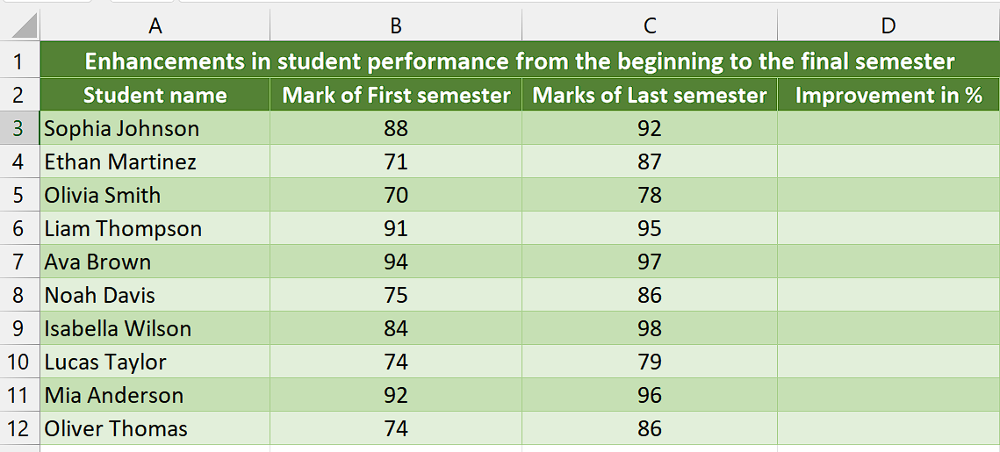 A B C D
1 Enhancements in student performance from the beginning to the final semester
2 Student name Mark of First semester Marks of Last semester Improvement in %
3 Sophia Johnson 88 92
4 Ethan Martinez 71 87
5 Olivia Smith 70 78
6 Liam Thompson 91 95
7 Ava Brown 94 97
8 Noah Davis 75 86
9 Isabella Wilson 84 98
10 Lucas Taylor 74 79
11 Mia Anderson 92 96
12 Oliver Thomas 74 86